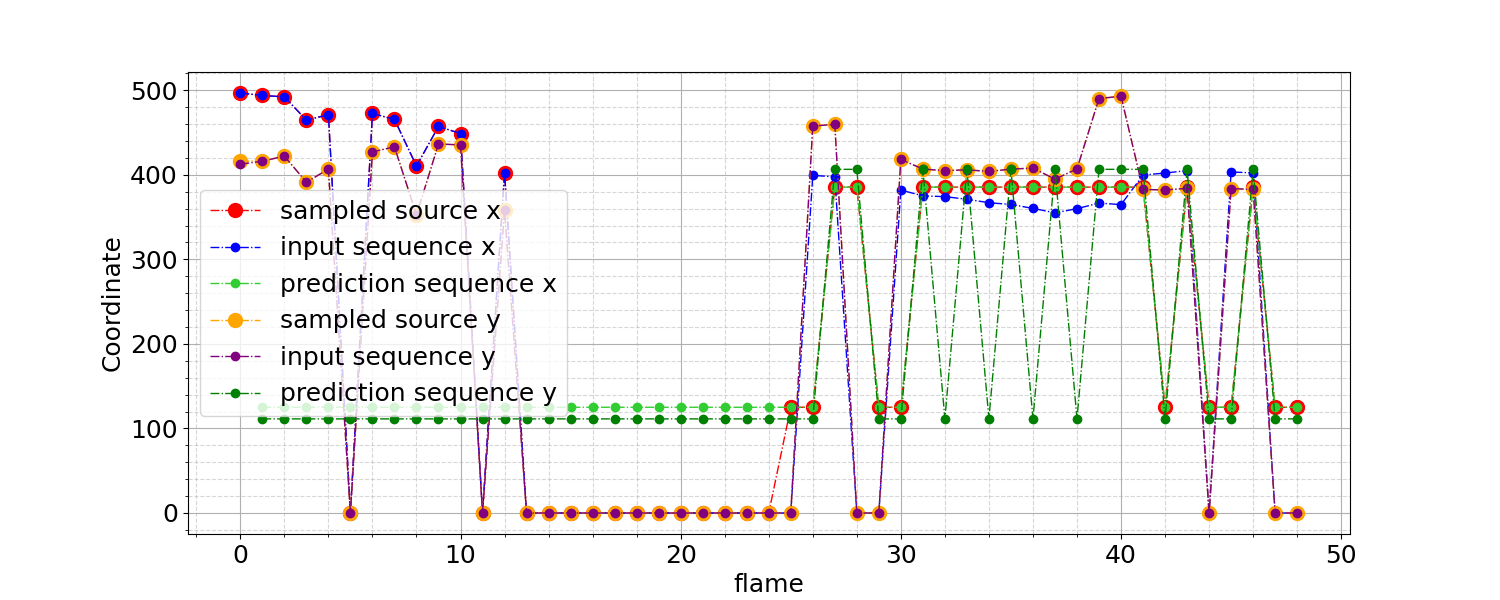 500
400
300
200
100
0
Coordinate
sampled source x
input sequence x
prediction sequence x
sampled source y
input sequence y
prediction sequence y
0 10 20 30 40 50
flame